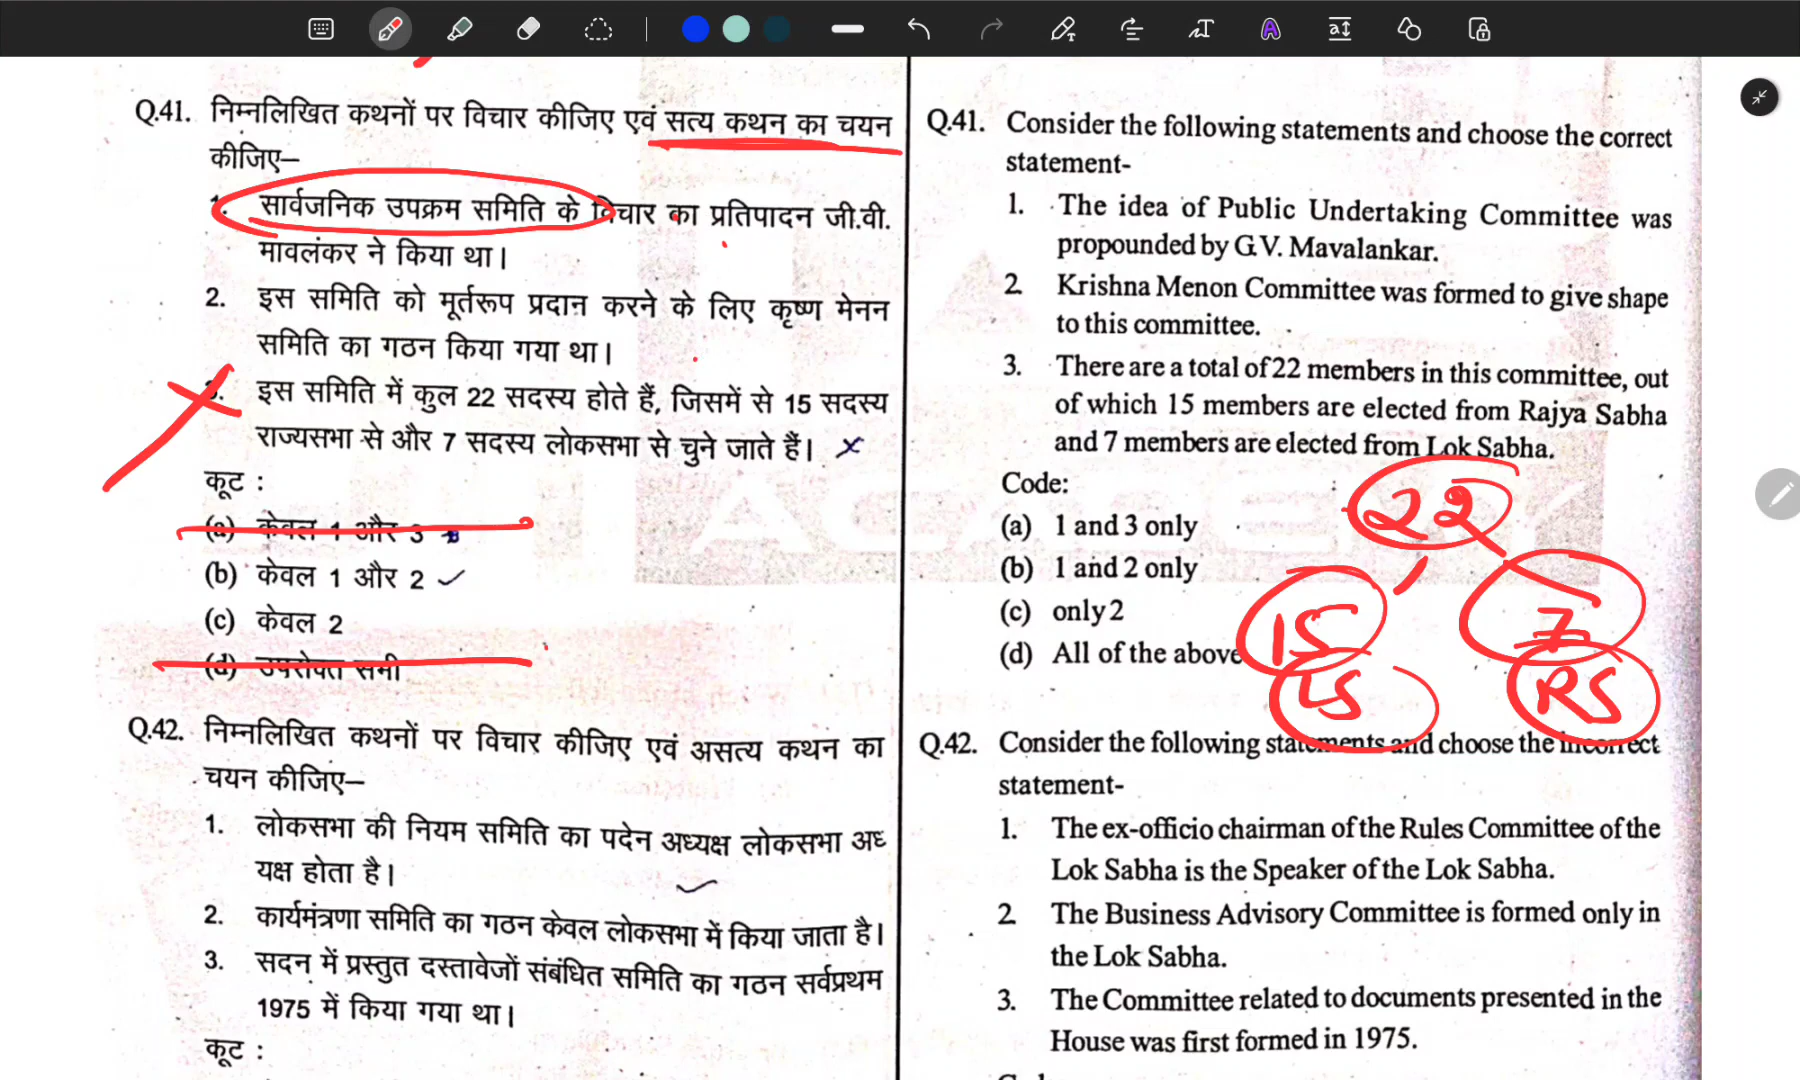 Q.41. निम्नलिखित कथनों पर विचार कीजिए एवं सत्य कथन का चयन
कीजिए–
1. सार्वजनिक उपक्रम समिति के विचार का प्रतिपादन जी.वी.
मावलंकर ने किया था।
2. इस समिति को मूर्तरूप प्रदान करने के लिए कृष्ण मेनन
समिति का गठन किया गया था।
3. इस समिति में कुल 22 सदस्य होते हैं, जिसमें से 15 सदस्य
राज्यसभा से और 7 सदस्य लोकसभा से चुने जाते हैं।
कूट :
(a) केवल 1 और 3
(b) केवल 1 और 2
(c) केवल 2
(d) उपरोक्त सभी
Q.42. निम्नलिखित कथनों पर विचार कीजिए एवं असत्य कथन का
चयन कीजिए–
1. लोकसभा की नियम समिति का पदेन अध्यक्ष लोकसभा अध
यक्ष होता है।
2. कार्यमंत्रणा समिति का गठन केवल लोकसभा में किया जाता है।
3. सदन में प्रस्तुत दस्तावेजों संबंधित समिति का गठन सर्वप्रथम
1975 में किया गया था।
कूट :
Q.41. Consider the following statements and choose the correct
statement-
1. The idea of Public Undertaking Committee was
propounded by G.V. Mavalankar.
2 Krishna Menon Committee was formed to give shape
to this committee.
3. There are a total of 22 members in this committee, out
of which 15 members are elected from Rajya Sabha
and 7 members are elected from Lok Sabha.
Code:
(a) 1 and 3 only
(b) 1 and 2 only
(c) only 2
(d) All of the above
22
15 7
LS RS
Q.42. Consider the following statements and choose the incorrect
statement-
1. The ex-officio chairman of the Rules Committee of the
Lok Sabha is the Speaker of the Lok Sabha.
2 The Business Advisory Committee is formed only in
the Lok Sabha.
3. The Committee related to documents presented in the
House was first formed in 1975.